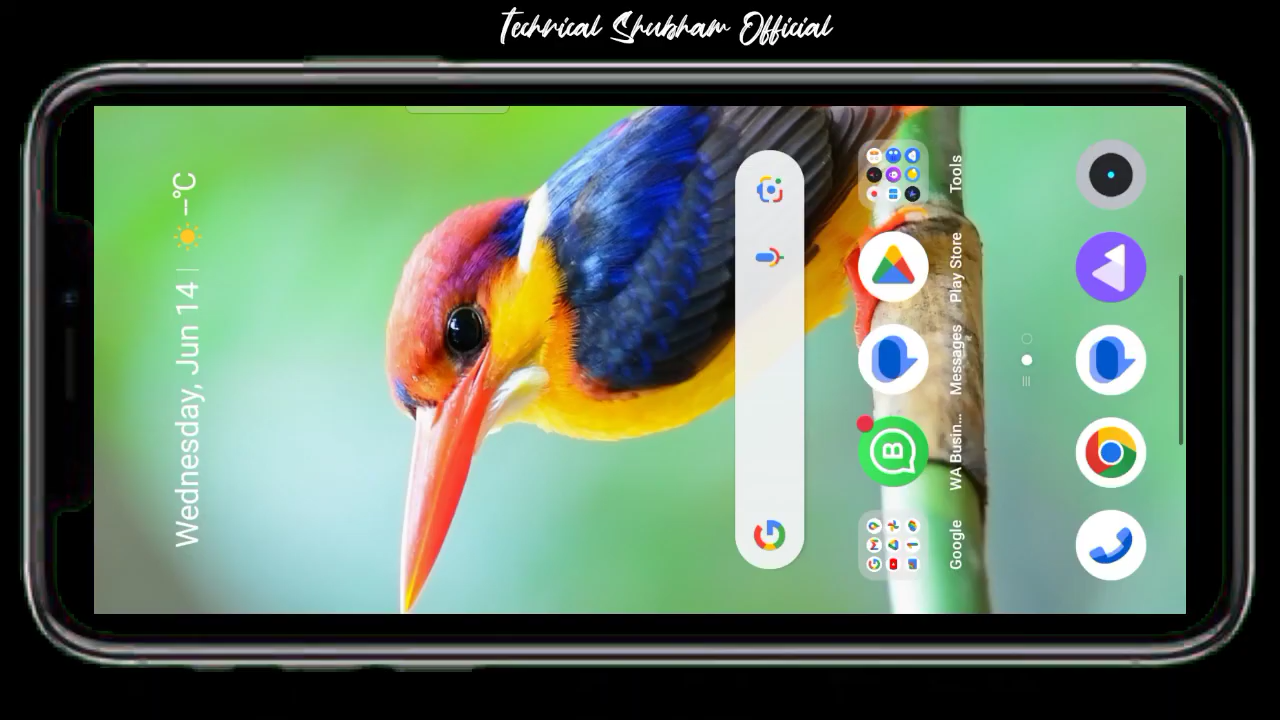 Technical Shubham Official
Wednesday, Jun 14 | --°C
Google
WA Busin...
Messages
Play Store
Tools